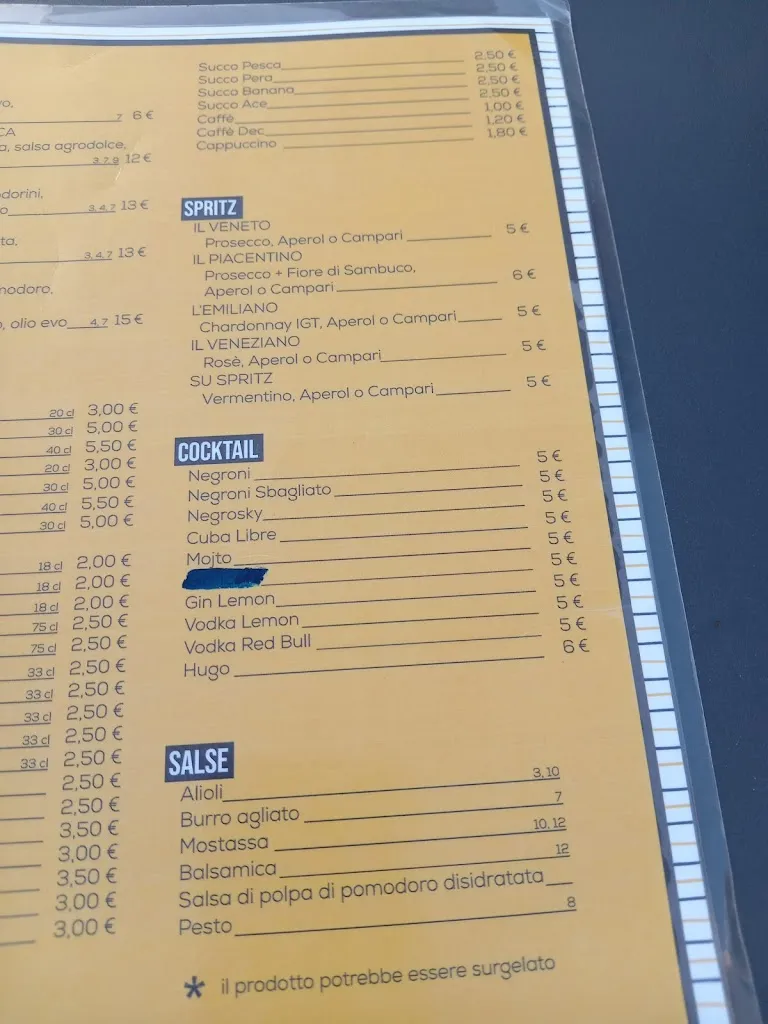 vo,
7 6 €
CA
a, salsa agrodolce,
3, 7, 9 12 €
dorini,
o 3, 4, 7 13 €
ta,
3, 4, 7 13 €
modoro,
o, olio evo 4, 7 15 €
20 cl 3,00 €
30 cl 5,00 €
40 cl 5,50 €
20 cl 3,00 €
30 cl 5,00 €
40 cl 5,50 €
30 cl 5,00 €
18 cl 2,00 €
18 cl 2,00 €
18 cl 2,00 €
75 cl 2,50 €
75 cl 2,50 €
33 cl 2,50 €
33 cl 2,50 €
33 cl 2,50 €
33 cl 2,50 €
33 cl 2,50 €
2,50 €
2,50 €
3,50 €
3,00 €
3,50 €
3,00 €
3,00 €
Succo Pesca 2,50 €
Succo Pera 2,50 €
Succo Banana 2,50 €
Succo Ace 2,50 €
Caffè 1,00 €
Caffè Dec 1,20 €
Cappuccino 1,80 €
SPRITZ
IL VENETO
Prosecco, Aperol o Campari 5 €
IL PIACENTINO
Prosecco + Fiore di Sambuco,
Aperol o Campari 6 €
L'EMILIANO
Chardonnay IGT, Aperol o Campari 5 €
IL VENEZIANO
Rosè, Aperol o Campari 5 €
SU SPRITZ
Vermentino, Aperol o Campari 5 €
COCKTAIL
Negroni 5 €
Negroni Sbagliato 5 €
Negrosky 5 €
Cuba Libre 5 €
Mojto 5 €
5 €
Gin Lemon 5 €
Vodka Lemon 5 €
Vodka Red Bull 5 €
Hugo 6 €
SALSE
Alioli 3, 10
Burro agliato 7
Mostassa 10, 12
Balsamica 12
Salsa di polpa di pomodoro disidratata
Pesto 8
* il prodotto potrebbe essere surgelato